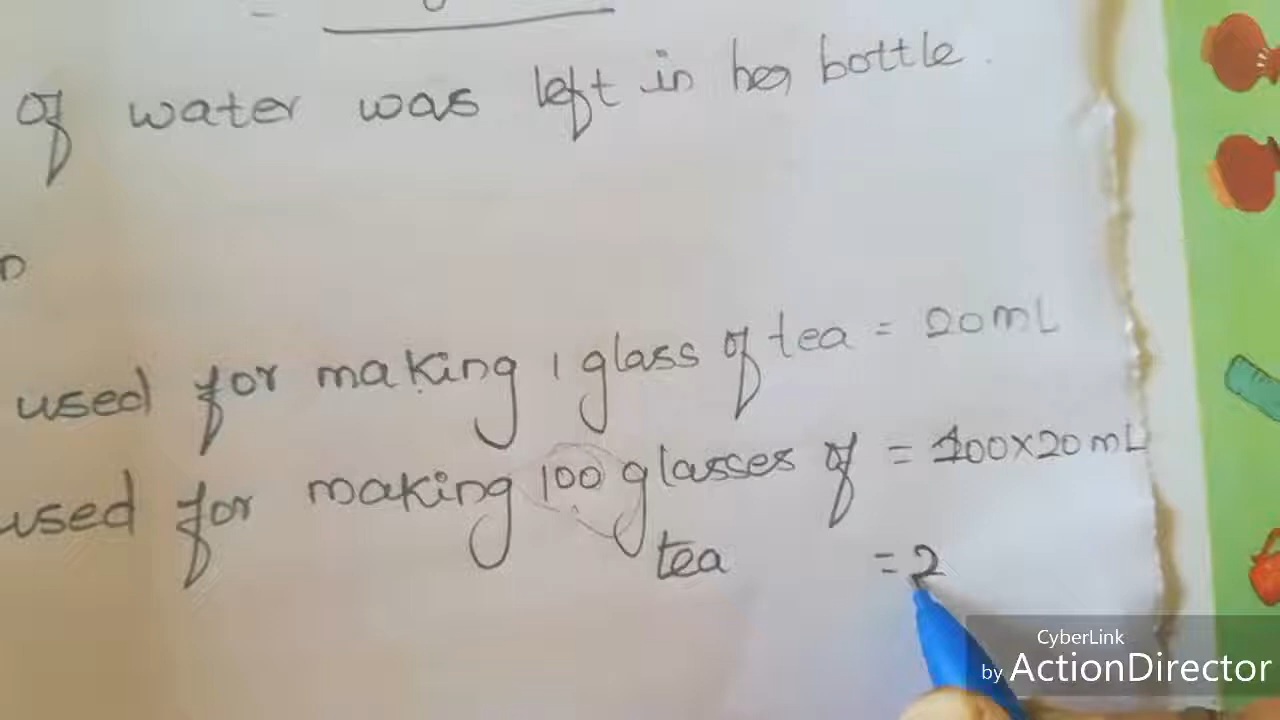 of water was left in her bottle.
used for making 1 glass of tea = 20mL
used for making 100 glasses of = 100x20mL
tea = 2
CyberLink
by ActionDirector